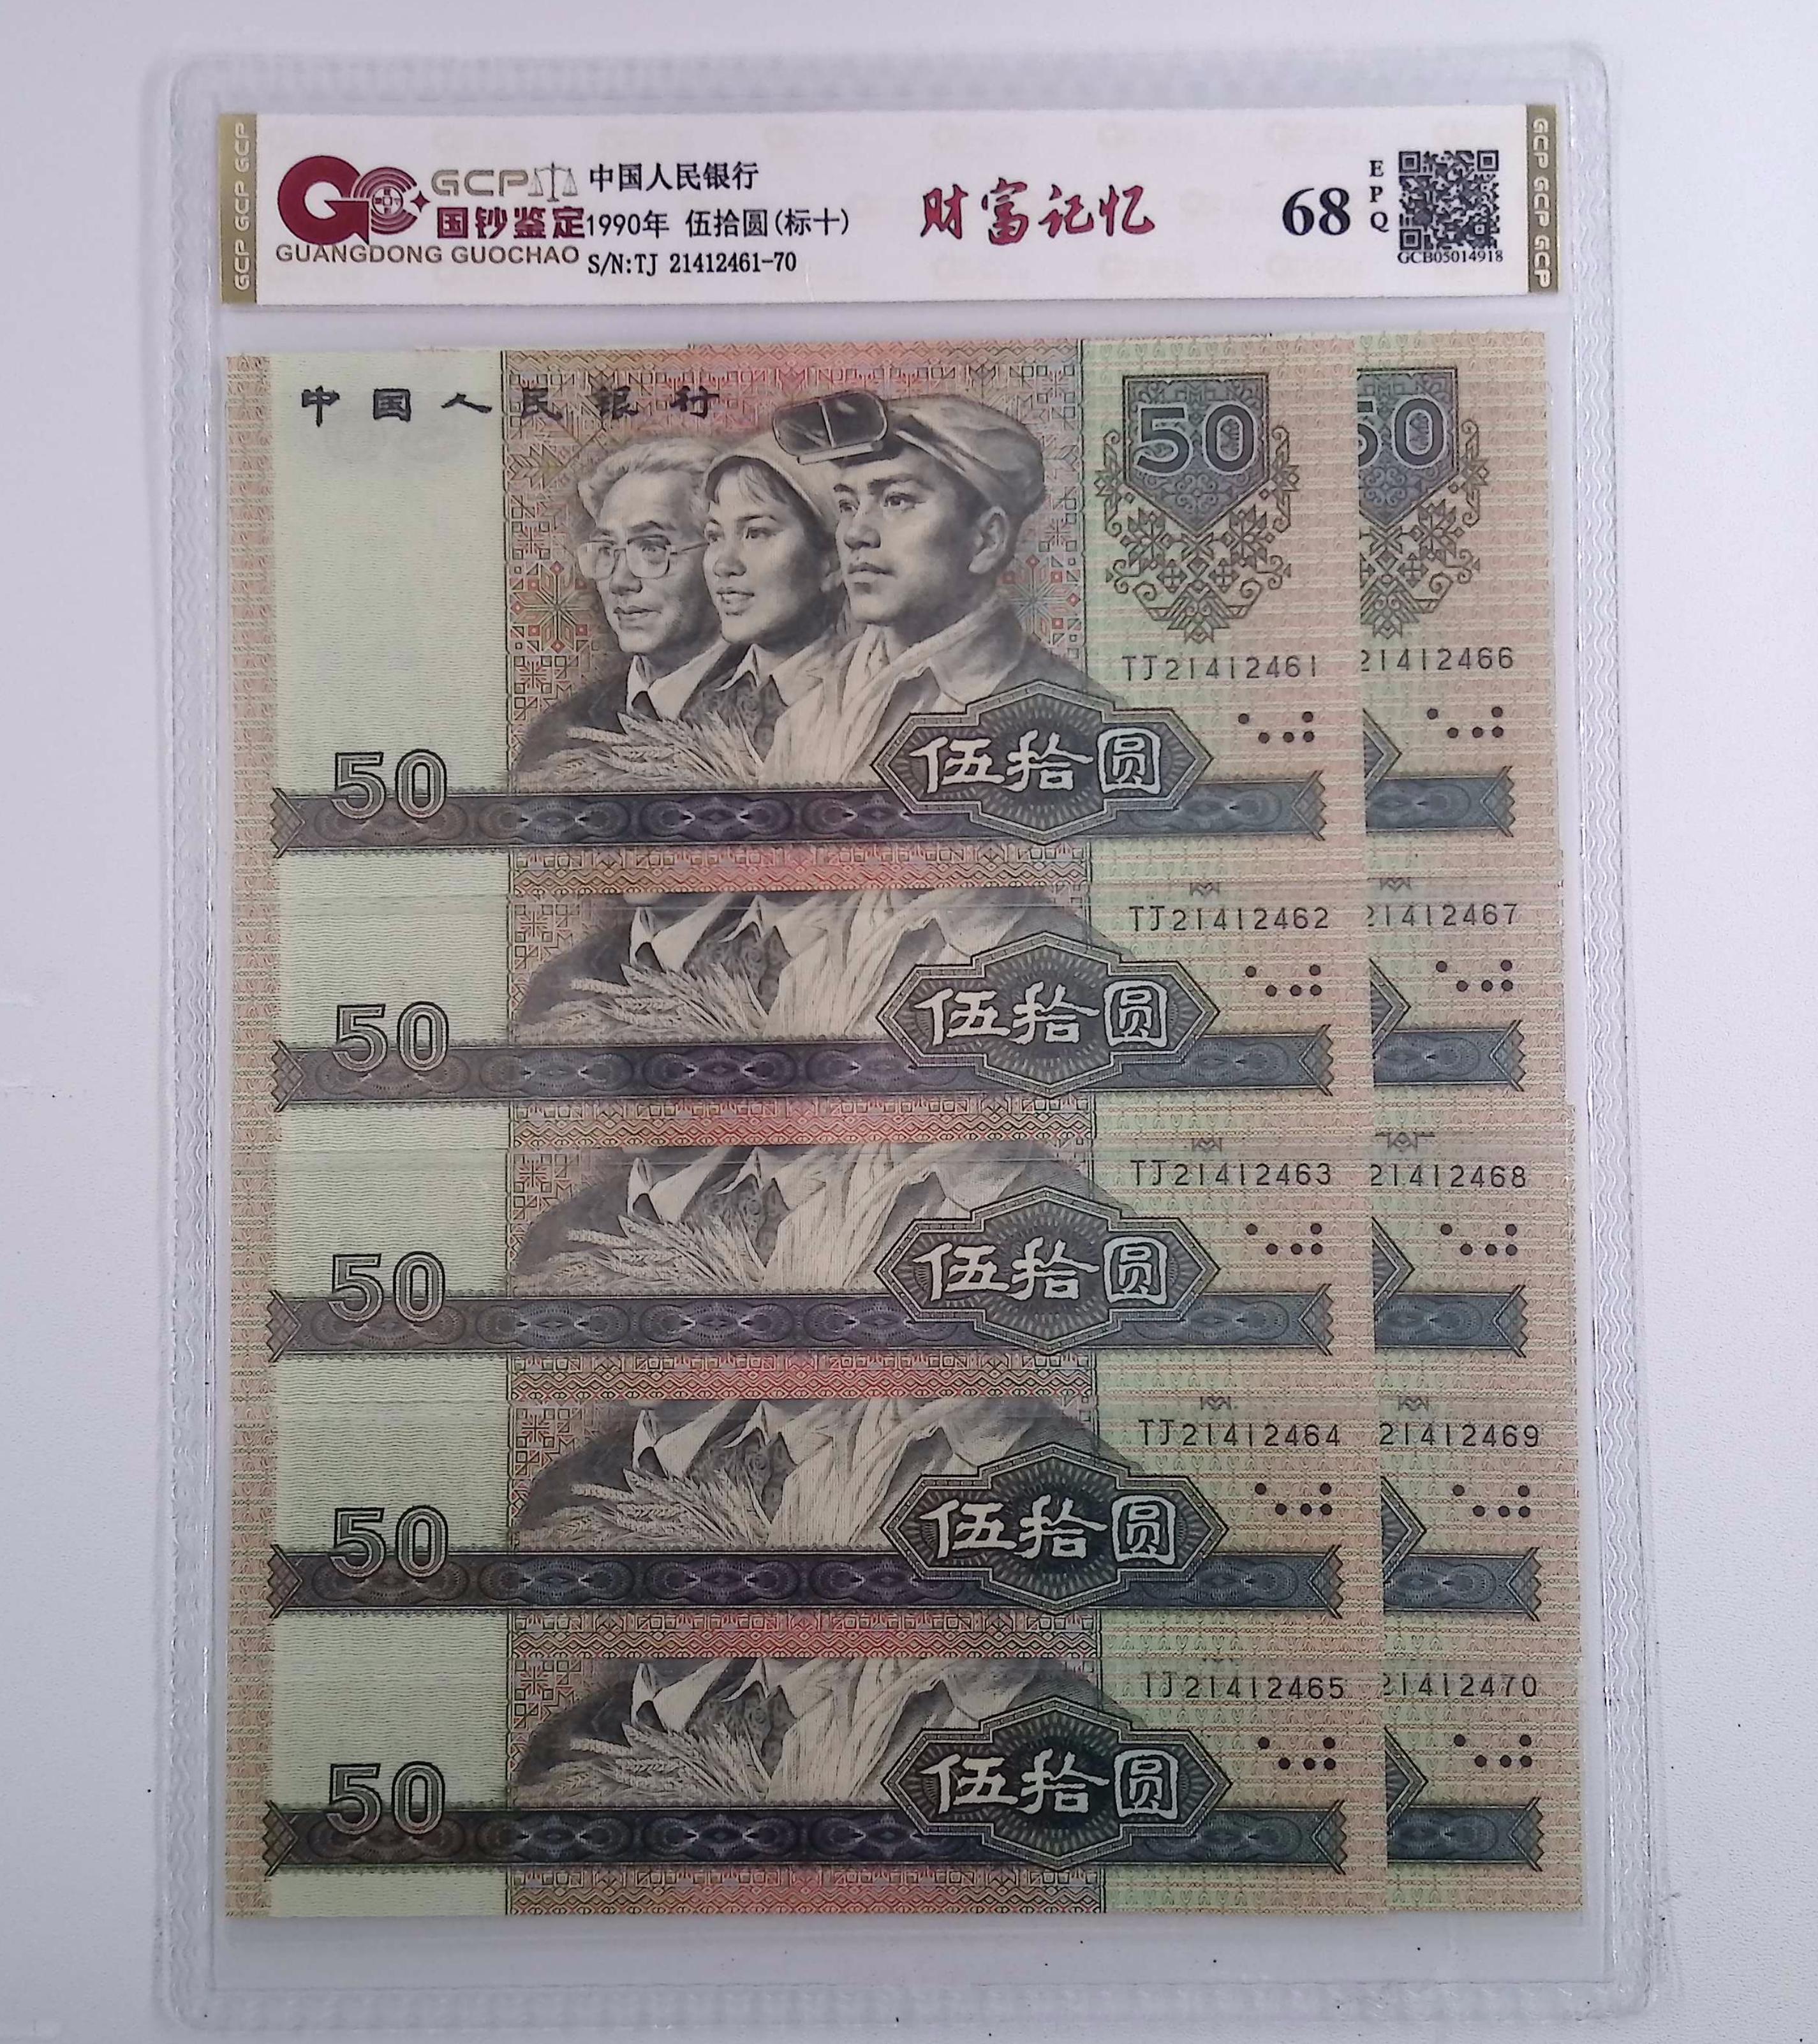 GCP GCP GCP
GCP 中国人民银行
国钞鉴定 1990年 伍拾圆(标十)
GUANGDONG GUOCHAO S/N:TJ 21412461-70
财富记忆
68 EPQ
GCB05014918
GCP GCP GCP
中国人民银行
50 50
TJ21412461 21412466
50 伍拾圆
TJ21412462 21412467
50 伍拾圆
TJ21412463 21412468
50 伍拾圆
TJ21412464 21412469
50 伍拾圆
TJ21412465 21412470
50 伍拾圆